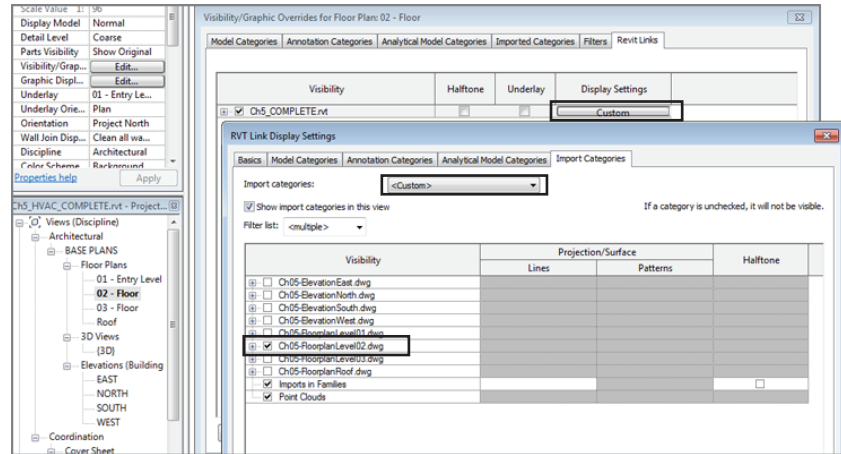 Scale Value 1: 96
Display Model Normal
Detail Level Coarse
Parts Visibility Show Original
Visibility/Grap... Edit...
Graphic Displ... Edit...
Underlay 01 - Entry Le...
Underlay Orie... Plan
Orientation Project North
Wall Join Disp... Clean all wa...
Discipline Architectural
Color Scheme Background
Properties help Apply
Ch5_HVAC_COMPLETE.rvt - Project...
Views (Discipline)
Architectural
BASE PLANS
Floor Plans
01 - Entry Level
02 - Floor
03 - Floor
Roof
3D Views
{3D}
Elevations (Building
EAST
NORTH
SOUTH
WEST
Coordination
Cover Sheet
Visibility/Graphic Overrides for Floor Plan: 02 - Floor
Model Categories Annotation Categories Analytical Model Categories Imported Categories Filters Revit Links
Visibility Halftone Underlay Display Settings
Ch5_COMPLETE.rvt Custom
RVT Link Display Settings
Basics Model Categories Annotation Categories Analytical Model Categories Import Categories
Import categories: <Custom>
Show import categories in this view If a category is unchecked, it will not be visible.
Filter list: <multiple>
Visibility Projection/Surface Halftone
Lines Patterns
Ch05-ElevationEast.dwg
Ch05-ElevationNorth.dwg
Ch05-ElevationSouth.dwg
Ch05-ElevationWest.dwg
Ch05-FloorplanLevel01.dwg
Ch05-FloorplanLevel02.dwg
Ch05-FloorplanLevel03.dwg
Ch05-FloorplanRoof.dwg
Imports in Families
Point Clouds